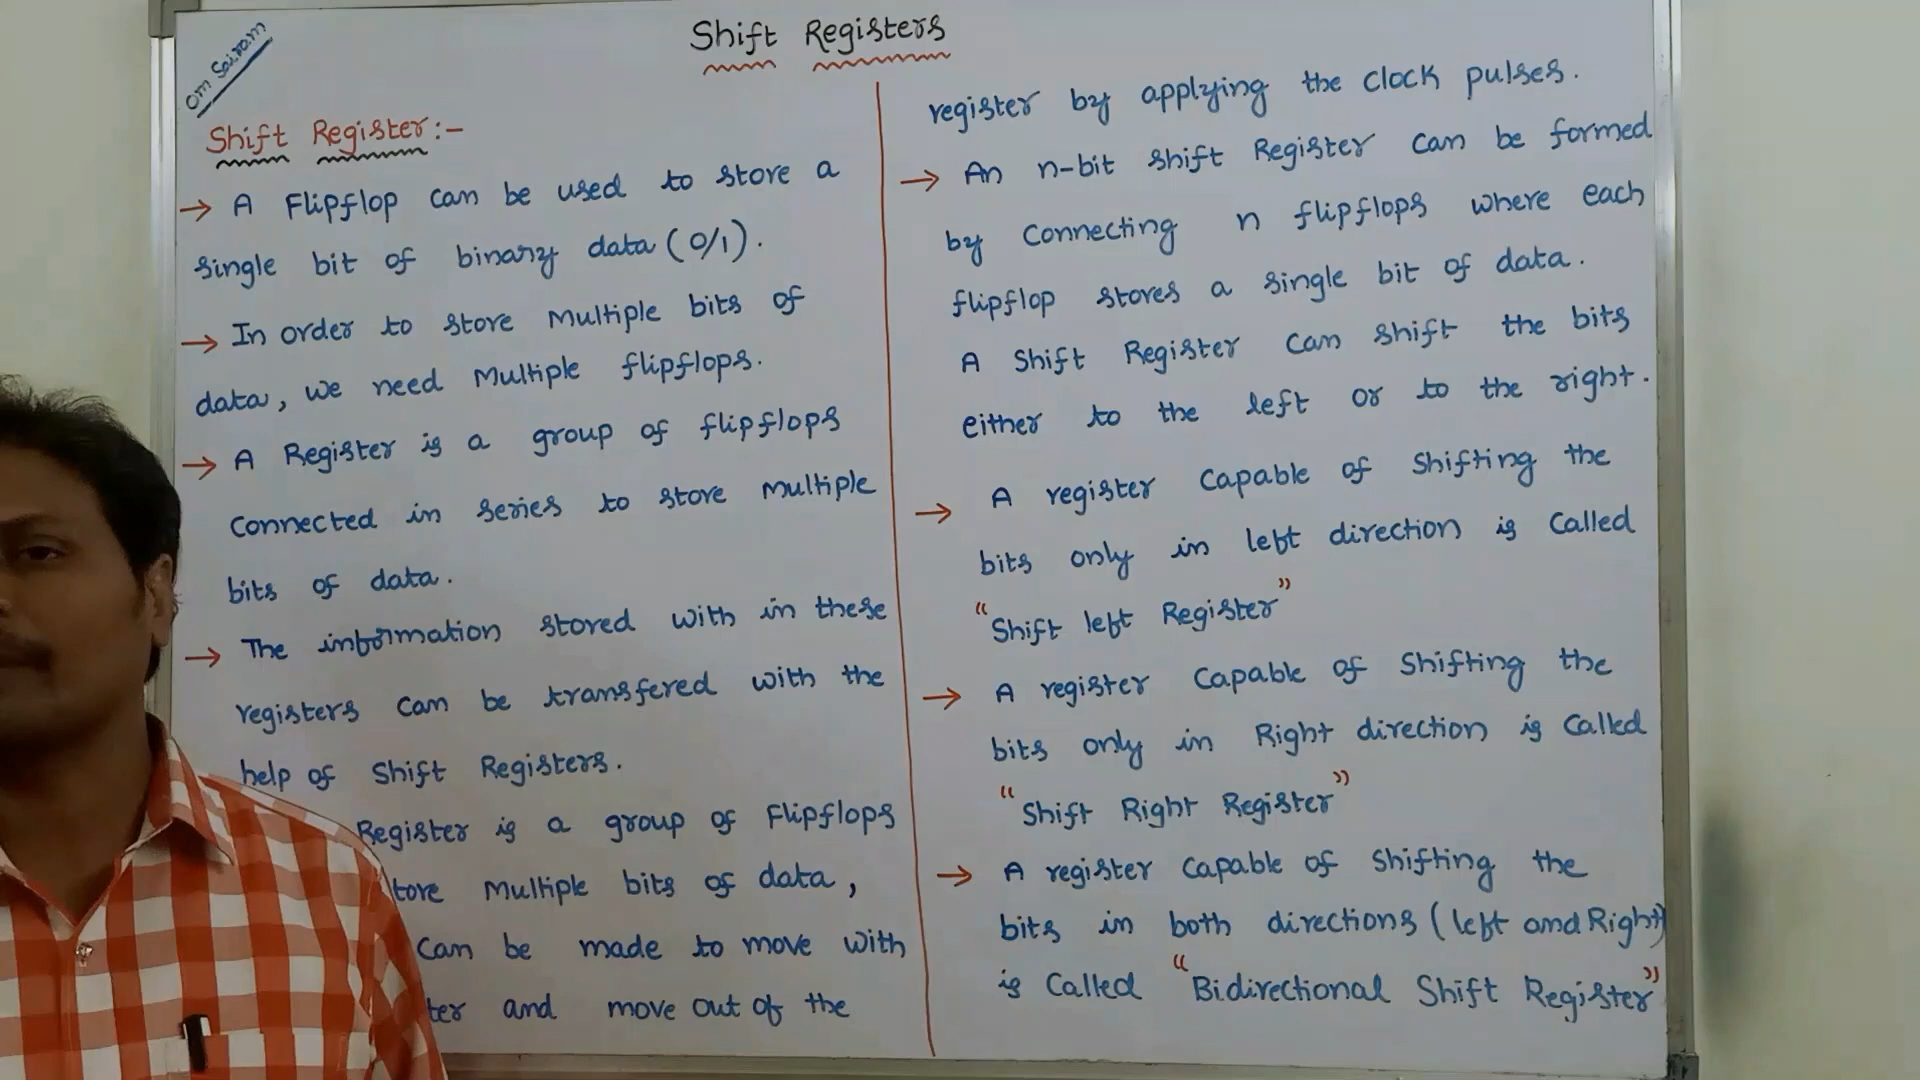 Om Sairam
Shift Registers
Shift Register:-
→ A Flipflop can be used to store a
single bit of binary data (0/1).
→ In order to store Multiple bits of
data, we need Multiple flipflops.
→ A Register is a group of flipflops
Connected in series to store Multiple
bits of data.
→ The information stored with in these
registers can be transfered with the
help of Shift Registers.
Register is a group of Flipflops
tore Multiple bits of data,
Can be made to move with
ter and move out of the
register by applying the Clock pulses.
→ An n-bit Shift Register can be formed
by Connecting n flipflops where each
flipflop stores a single bit of data.
A Shift Register Can shift the bits
either to the left or to the right.
→ A register Capable of Shifting the
bits only in left direction is Called
"Shift left Register"
→ A register Capable of Shifting the
bits only in Right direction is Called
"Shift Right Register"
→ A register Capable of Shifting the
bits in both directions (left and Right)
is Called "Bidirectional Shift Register"